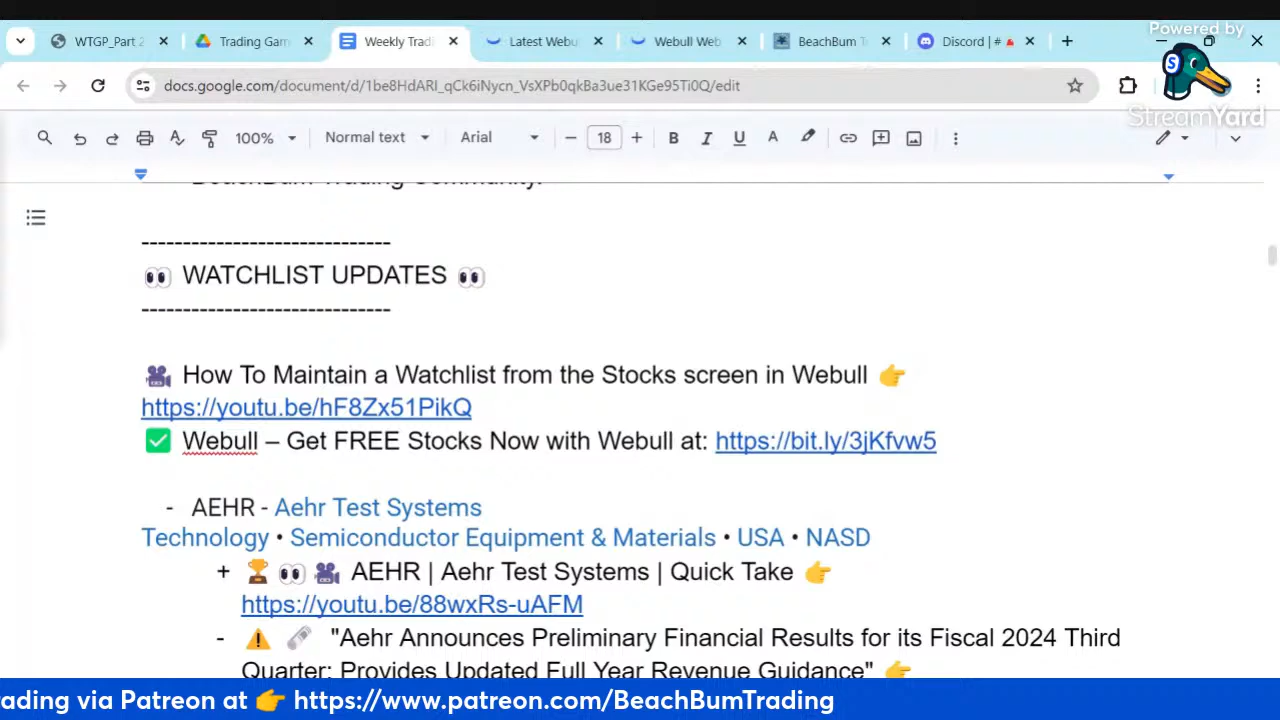 Powered by
StreamYard
WTGP_Part 2
Trading Gam
Weekly Tradi
Latest Webu
Webull Web
BeachBum T
Discord | #
docs.google.com/document/d/1be8HdARI_qCk6iNycn_VsXPb0qkBa3ue31KGe95Ti0Q/edit
100% Normal text Arial 18 B I U A
BeachBum Trading Community.
------------------------------
👀 WATCHLIST UPDATES 👀
------------------------------
🎥 How To Maintain a Watchlist from the Stocks screen in Webull 👉
https://youtu.be/hF8Zx51PikQ
✅ Webull – Get FREE Stocks Now with Webull at: https://bit.ly/3jKfvw5
- AEHR - Aehr Test Systems
Technology • Semiconductor Equipment & Materials • USA • NASD
+ 🏆 👀 🎥 AEHR | Aehr Test Systems | Quick Take 👉
https://youtu.be/88wxRs-uAFM
- ⚠️ 🗞️ "Aehr Announces Preliminary Financial Results for its Fiscal 2024 Third
Quarter; Provides Updated Full Year Revenue Guidance" 👉
rading via Patreon at 👉 https://www.patreon.com/BeachBumTrading